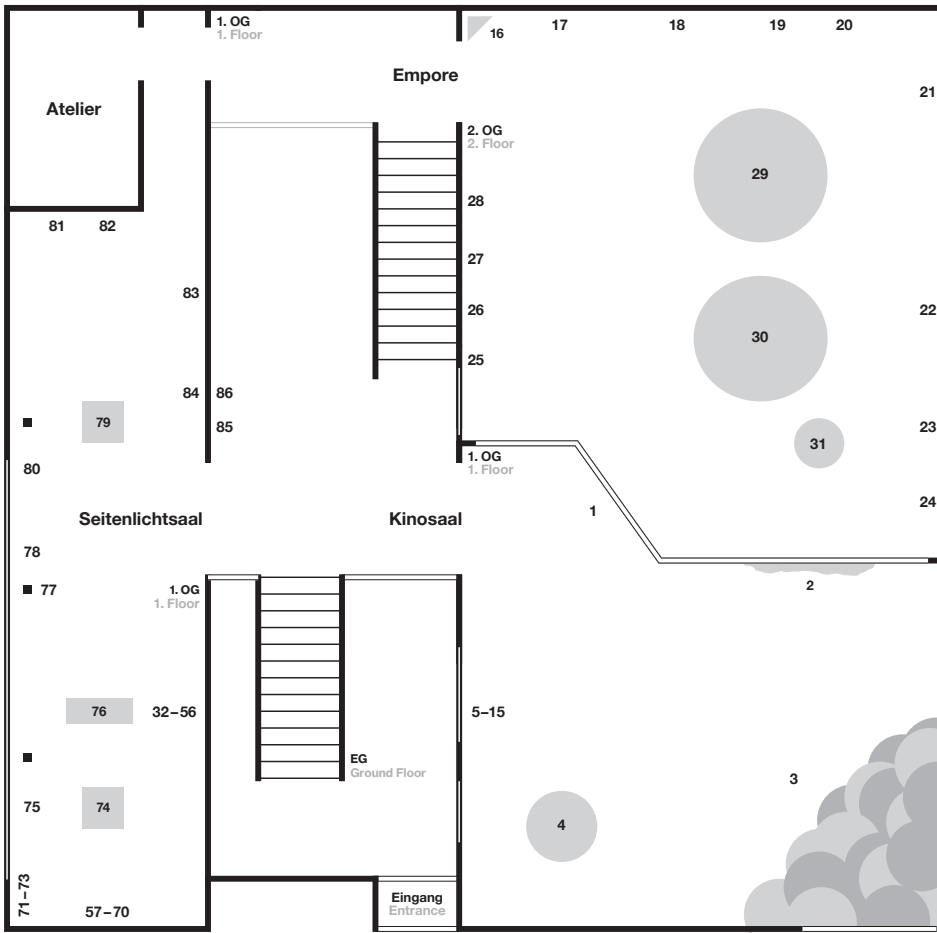 1. OG
1. Floor
16
17
18
19
20
Empore
Atelier
21
2. OG
2. Floor
29
28
81
82
27
83
26
22
30
25
84
86
79
85
23
31
80
1. OG
1. Floor
24
1
Seitenlichtsaal
Kinosaal
78
77
1. OG
1. Floor
2
76
32–56
5–15
EG
Ground Floor
3
75
74
4
71–73
57–70
Eingang
Entrance